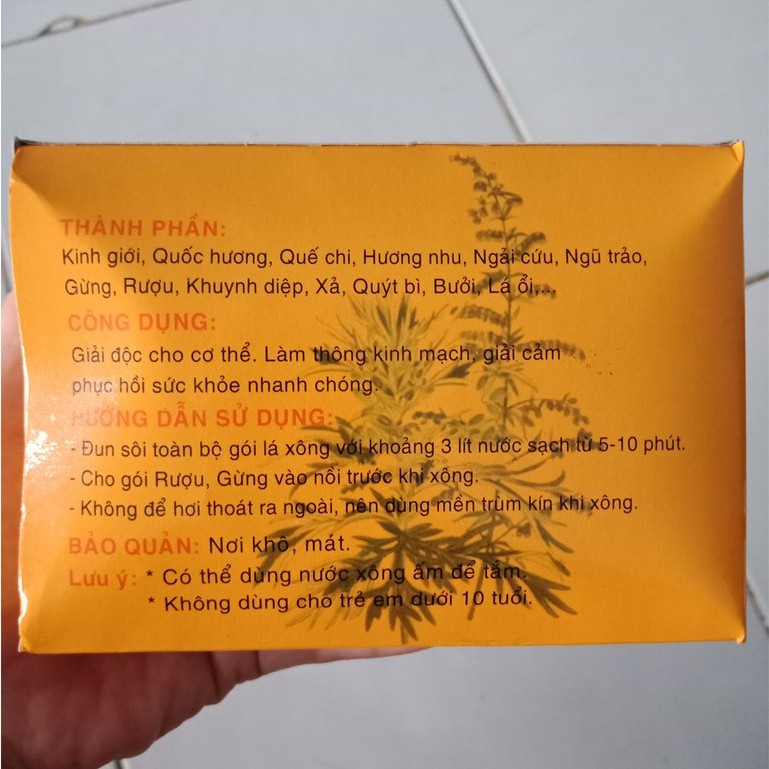 THÀNH PHẦN:
Kinh giới, Quốc hương, Quế chi, Hương nhu, Ngải cứu, Ngũ trảo,
Gừng, Rượu, Khuynh diệp, Xả, Quýt bì, Bưởi, Lá ổi,...
CÔNG DỤNG:
Giải độc cho cơ thể. Làm thông kinh mạch, giải cảm
phục hồi sức khỏe nhanh chóng.
HƯỚNG DẪN SỬ DỤNG:
- Đun sôi toàn bộ gói lá xông với khoảng 3 lít nước sạch từ 5-10 phút.
- Cho gói Rượu, Gừng vào nồi trước khi xông.
- Không để hơi thoát ra ngoài, nên dùng mền trùm kín khi xông.
BẢO QUẢN: Nơi khô, mát.
Lưu ý: * Có thể dùng nước xông ấm để tắm.
* Không dùng cho trẻ em dưới 10 tuổi.